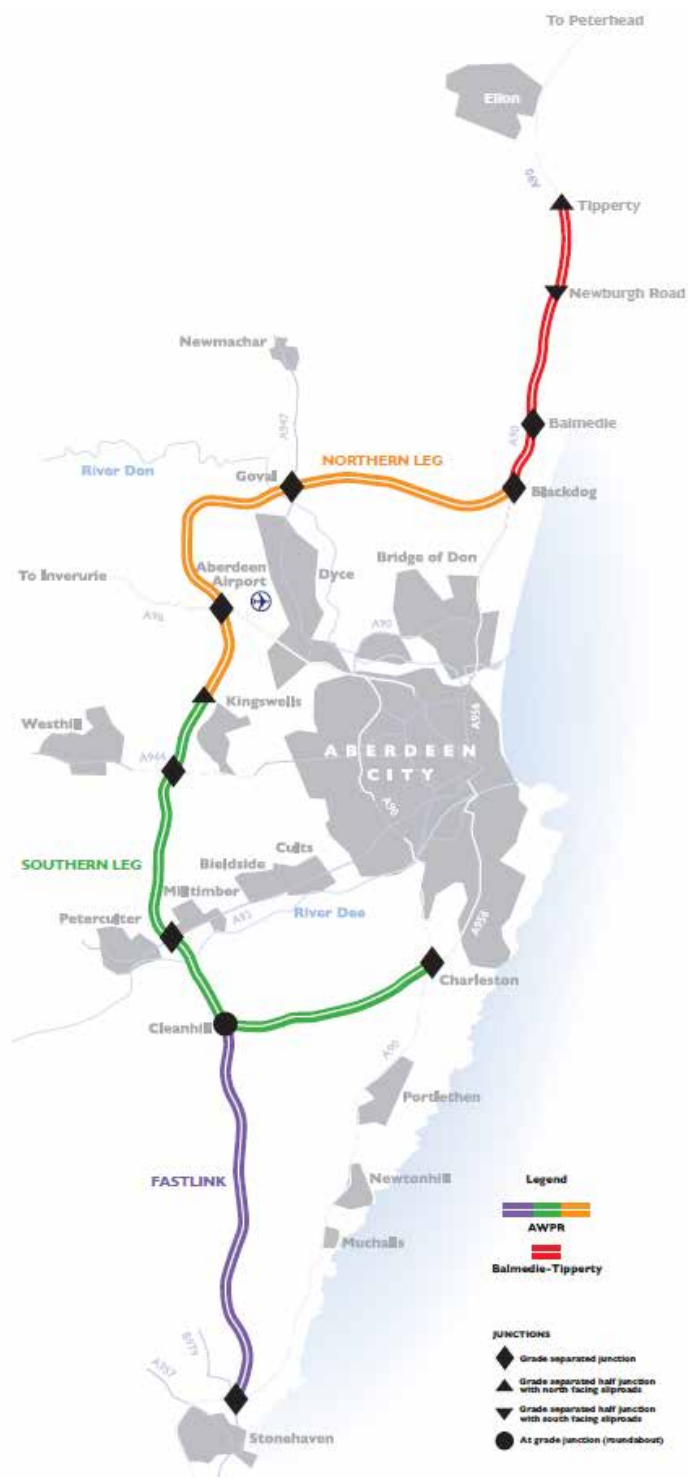 To Peterhead
Ellon
A90
Tipperty
Newburgh Road
Newmachar
A947
A90
Balmedie
River Don
NORTHERN LEG
Goval
Blackdog
To Inverurie
Aberdeen
Airport
Dyce
Bridge of Don
A96
A90
Kingswells
Westhill
A944
A956
ABERDEEN
CITY
A90
SOUTHERN LEG
Cults
Bieldside
Milltimber
A93
River Dee
Peterculter
A956
Charleston
Cleanhill
A90
Portlethen
FASTLINK
Newtonhill
Muchalls
Legend
AWPR
Balmedie-Tipperty
B979
A957
Stonehaven
JUNCTIONS
Grade separated junction
Grade separated half junction
with north facing sliproads
Grade separated half junction
with south facing sliproads
At grade junction (roundabout)